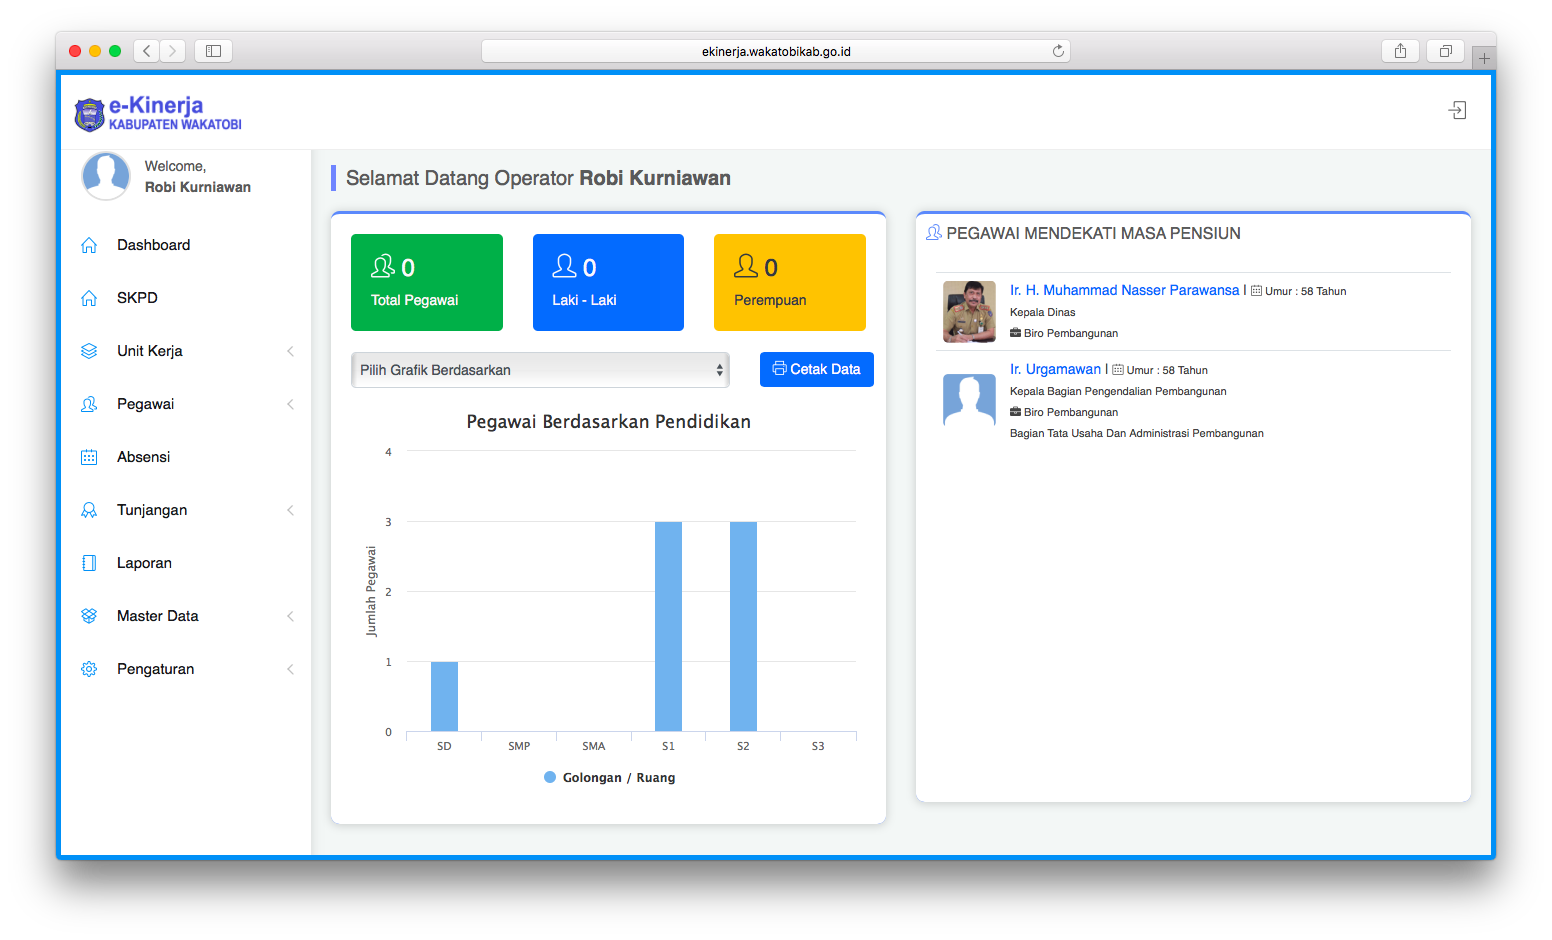 ekinerja.wakatobikab.go.id
e-Kinerja
KABUPATEN WAKATOBI
Welcome,
Robi Kurniawan
Dashboard
SKPD
Unit Kerja
Pegawai
Absensi
Tunjangan
Laporan
Master Data
Pengaturan
Selamat Datang Operator Robi Kurniawan
0
Total Pegawai
0
Laki - Laki
0
Perempuan
Pilih Grafik Berdasarkan
Cetak Data
Pegawai Berdasarkan Pendidikan
Jumlah Pegawai
4
3
2
1
0
SD SMP SMA S1 S2 S3
Golongan / Ruang
PEGAWAI MENDEKATI MASA PENSIUN
Ir. H. Muhammad Nasser Parawansa | Umur : 58 Tahun
Kepala Dinas
Biro Pembangunan
Ir. Urgamawan | Umur : 58 Tahun
Kepala Bagian Pengendalian Pembangunan
Biro Pembangunan
Bagian Tata Usaha Dan Administrasi Pembangunan